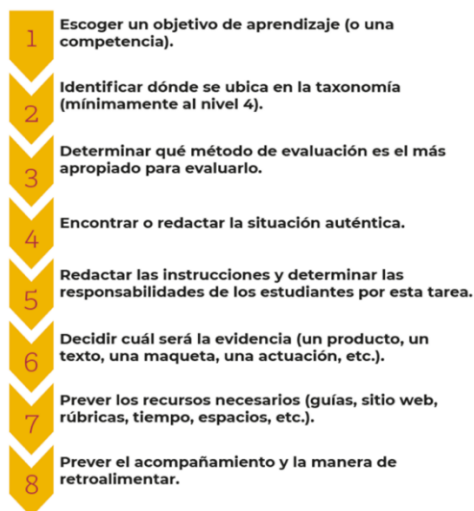 1
Escoger un objetivo de aprendizaje (o una
competencia).
2
Identificar dónde se ubica en la taxonomía
(mínimamente al nivel 4).
3
Determinar qué método de evaluación es el más
apropiado para evaluarlo.
4
Encontrar o redactar la situación auténtica.
5
Redactar las instrucciones y determinar las
responsabilidades de los estudiantes por esta tarea.
6
Decidir cuál será la evidencia (un producto, un
texto, una maqueta, una actuación, etc.).
7
Prever los recursos necesarios (guías, sitio web,
rúbricas, tiempo, espacios, etc.).
8
Prever el acompañamiento y la manera de
retroalimentar.